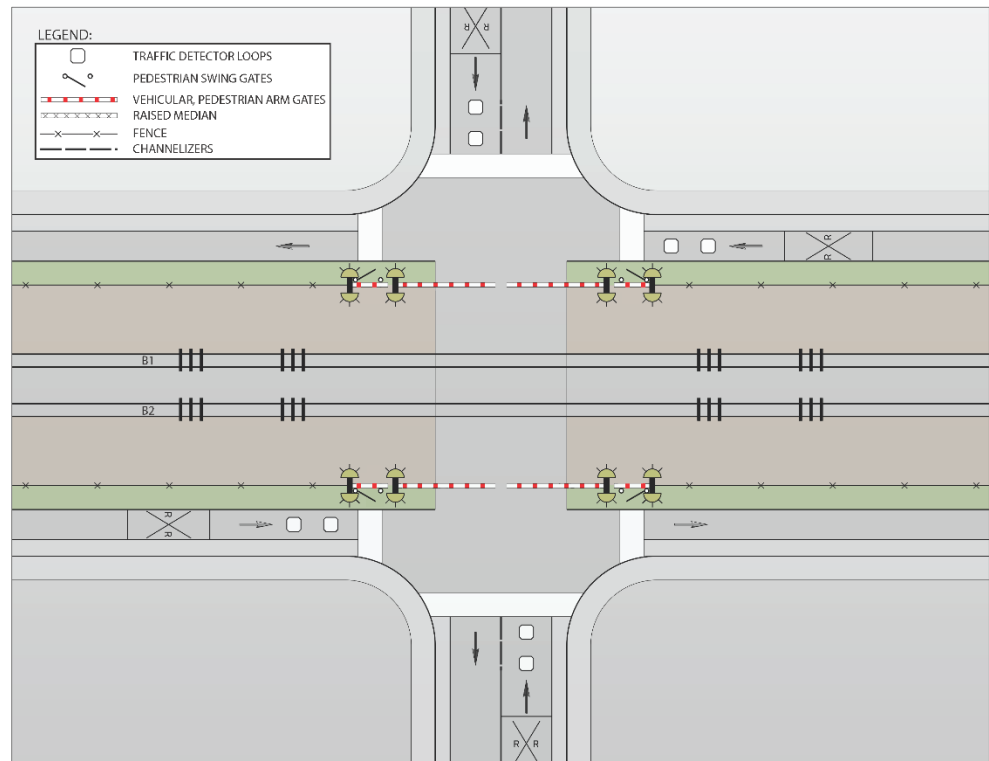 LEGEND:
TRAFFIC DETECTOR LOOPS
PEDESTRIAN SWING GATES
VEHICULAR, PEDESTRIAN ARM GATES
RAISED MEDIAN
FENCE
CHANNELIZERS
R R
R
R
B1
B2
R
R
R R